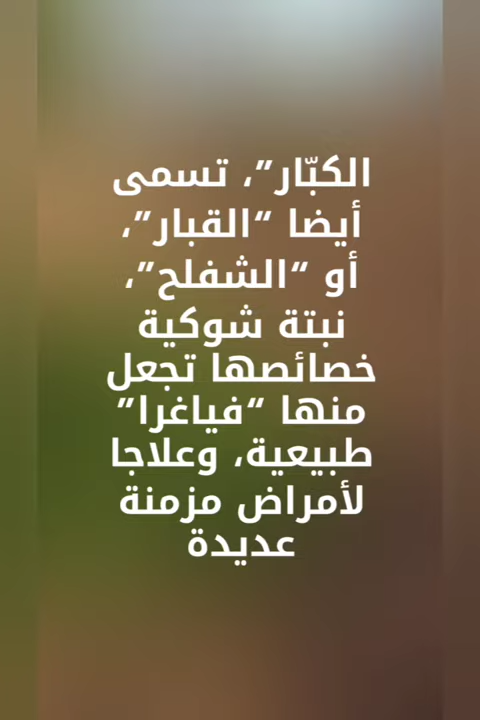 الكبّار”، تسمى
أيضا “القبار”،
أو “الشفلح”،
نبتة شوكية
خصائصها تجعل
منها “فياغرا”
طبيعية، وعلاجا
لأمراض مزمنة
عديدة